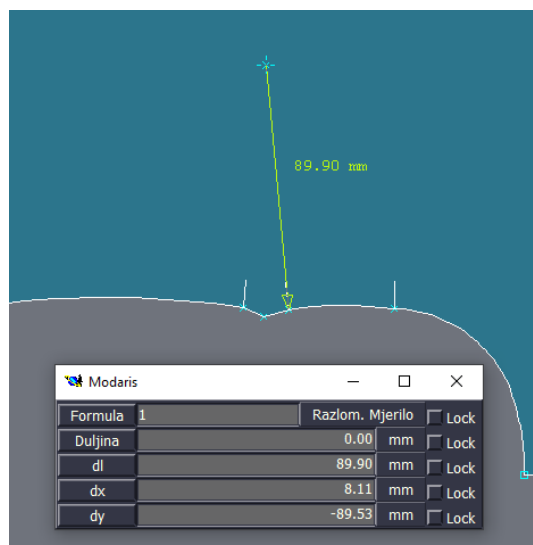 89.90 mm
Modaris
Formula 1 Razlom. Mjerilo Lock
Duljina 0.00 mm Lock
dl 89.90 mm Lock
dx 8.11 mm Lock
dy -89.53 mm Lock